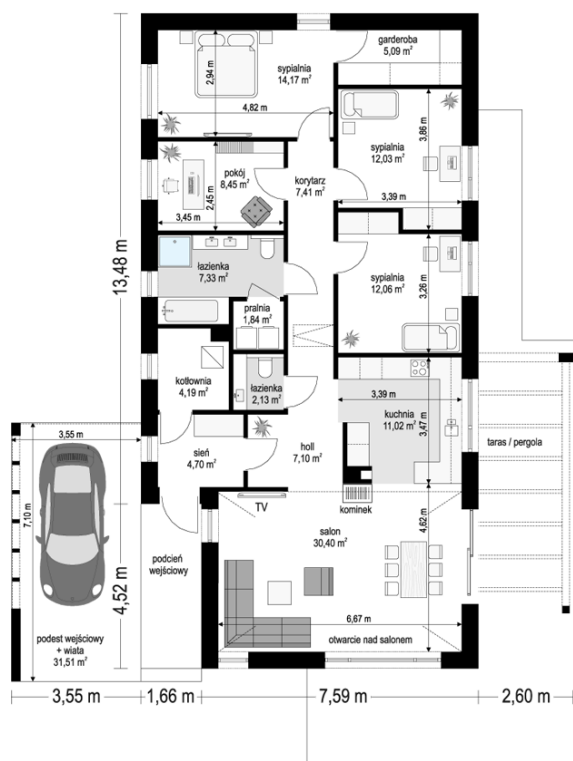 garderoba
5,09 m²
sypialnia
14,17 m²
2,94 m
4,82 m
3,86 m
sypialnia
12,03 m²
3,39 m
pokój
8,45 m²
2,45 m
3,45 m
korytarz
7,41 m²
13,48 m
łazienka
7,33 m²
pralnia
1,84 m²
sypialnia
12,06 m²
3,26 m
kotłownia
4,19 m²
łazienka
2,13 m²
3,39 m
kuchnia
11,02 m²
3,47 m
taras / pergola
3,55 m
sień
4,70 m²
holl
7,10 m²
7,10 m
TV
kominek
salon
30,40 m²
4,62 m
podcień
wejściowy
4,52 m
6,67 m
otwarcie nad salonem
podest wejściowy
+ wiata
31,51 m²
3,55 m
1,66 m
7,59 m
2,60 m